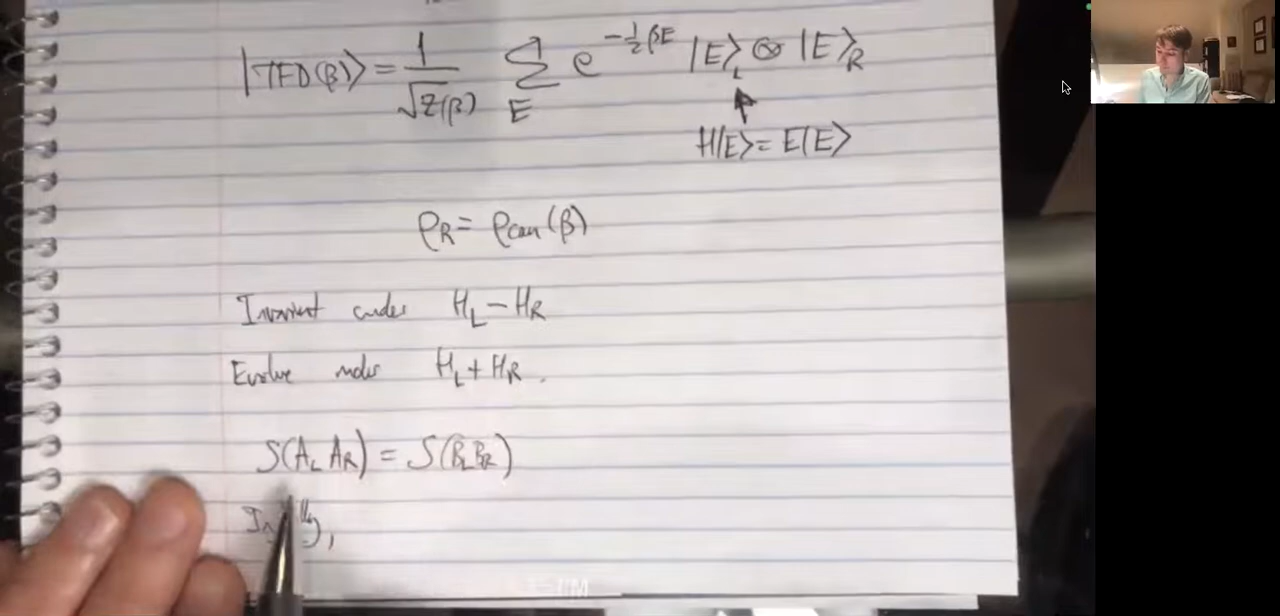 |TFD(β)⟩ = 1/√Z(β) ∑_E e^{-½βE} |E⟩_L ⊗ |E⟩_R
H|E⟩ = E|E⟩
ρ_R = ρ_can(β)
Invariant under H_L − H_R
Evolve under H_L + H_R.
S(A_L A_R) = S(B_L B_R)